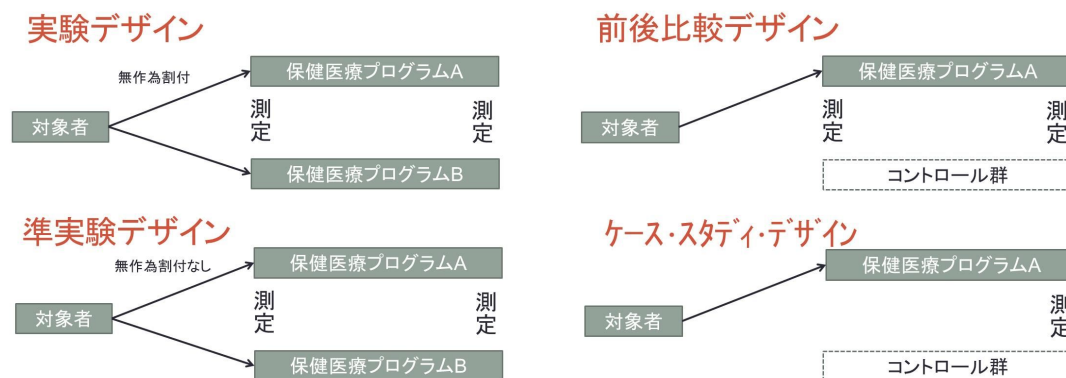 実験デザイン
無作為割付
保健医療プログラムA
対象者
測定
測定
保健医療プログラムB
前後比較デザイン
保健医療プログラムA
対象者
測定
測定
コントロール群
準実験デザイン
無作為割付なし
保健医療プログラムA
対象者
測定
測定
保健医療プログラムB
ケース・スタディ・デザイン
保健医療プログラムA
対象者
測定
コントロール群